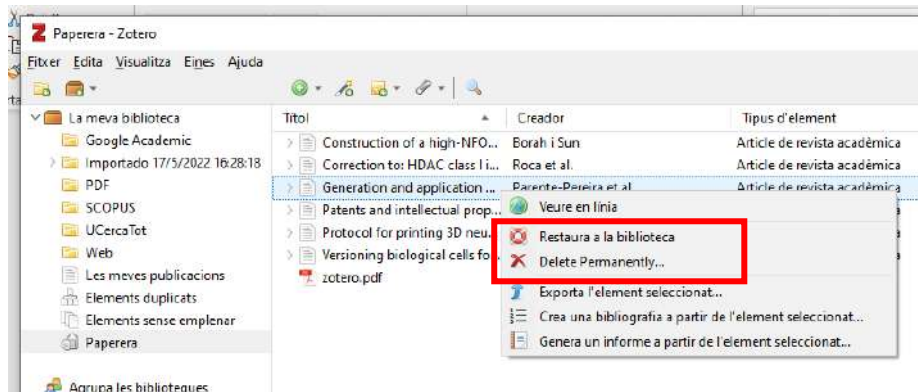 Paperera - Zotero
Fitxer Edita Visualitza Eines Ajuda
La meva biblioteca
Google Academic
Importado 17/5/2022 16:28:18
PDF
SCOPUS
UCercaTot
Web
Les meves publicacions
Elements duplicats
Elements sense emplenar
Paperera
Agrupa les biblioteques
Títol Creador Tipus d'element
Construction of a high-NFO... Borah i Sun Article de revista acadèmica
Correction to: HDAC class I i... Roca et al. Article de revista acadèmica
Generation and application ... Parente-Pereira et al. Article de revista acadèmica
Patents and intellectual prop...
Protocol for printing 3D neu...
Versioning biological cells fo...
zotero.pdf
Veure en línia
Restaura a la biblioteca
Delete Permanently...
Exporta l'element seleccionat...
Crea una bibliografia a partir de l'element seleccionat...
Genera un informe a partir de l'element seleccionat...